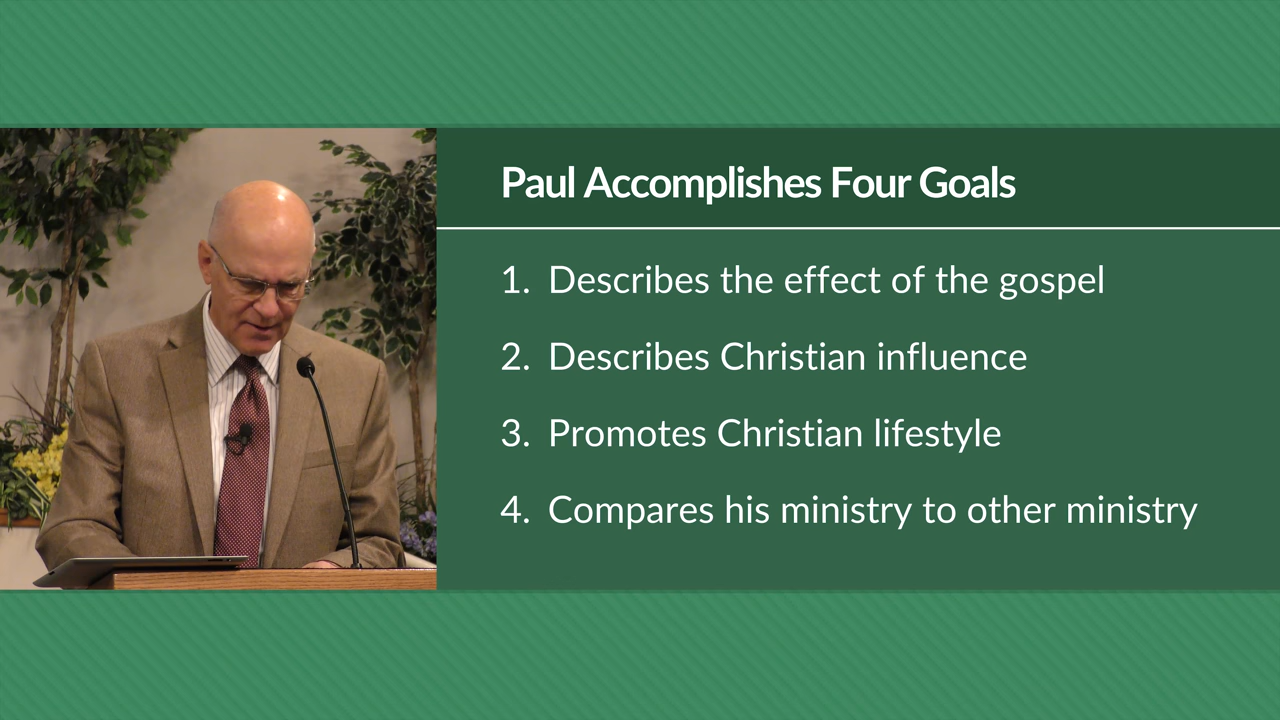 Paul Accomplishes Four Goals
1. Describes the effect of the gospel
2. Describes Christian influence
3. Promotes Christian lifestyle
4. Compares his ministry to other ministry